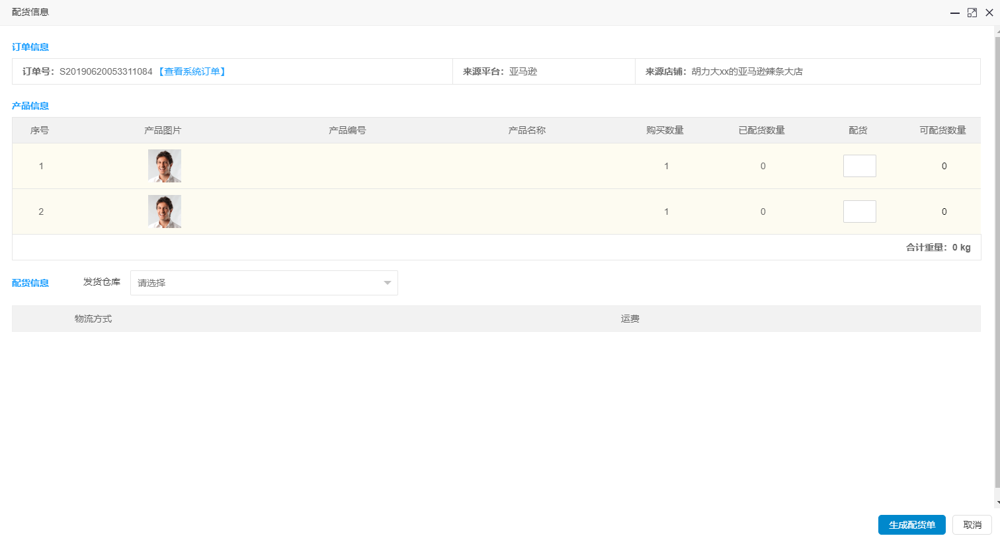 配货信息
订单信息
订单号：S20190620053311084 【查看系统订单】 来源平台：亚马逊 来源店铺：胡力大xx的亚马逊辣条大店
产品信息
序号 产品图片 产品编号 产品名称 购买数量 已配货数量 配货 可配货数量
1 1 0 0
2 1 0 0
合计重量：0 kg
配货信息 发货仓库 请选择
物流方式 运费
生成配货单 取消